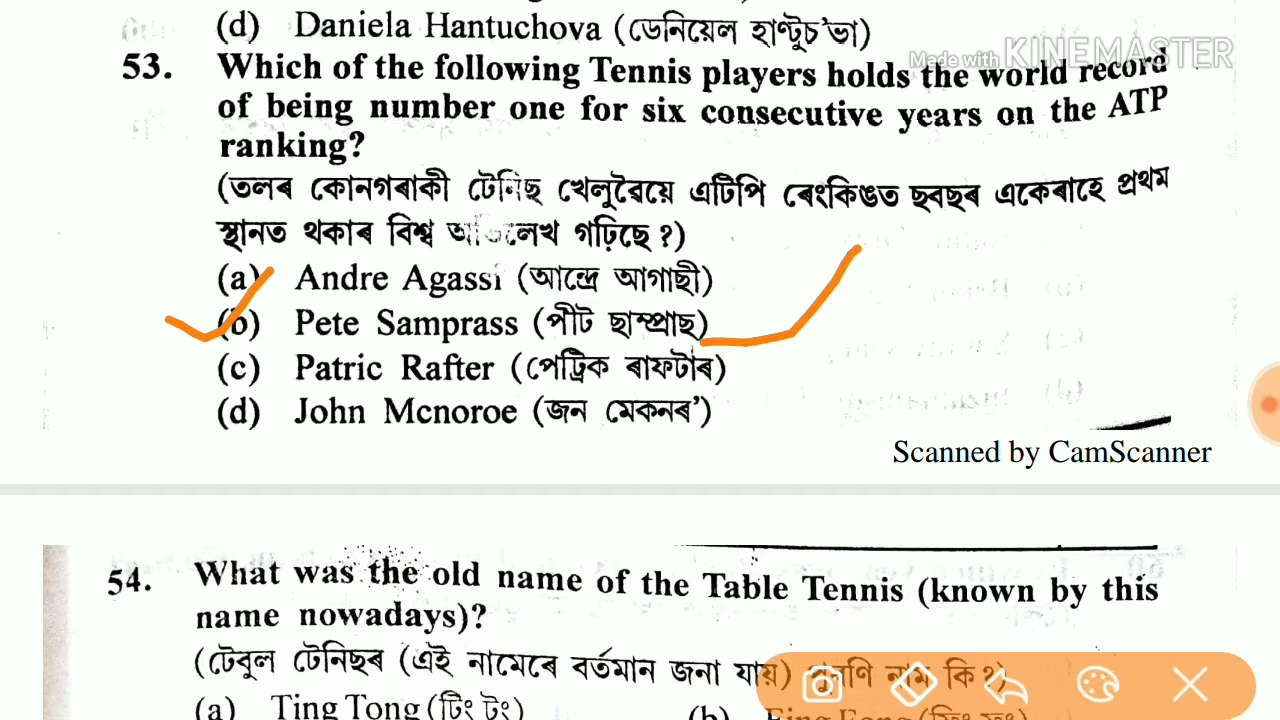 (d) Daniela Hantuchova (ডেনিয়েল হাণ্টুচ'ভা)
Made with KINEMASTER
53. Which of the following Tennis players holds the world record
of being number one for six consecutive years on the ATP
ranking?
(তলৰ কোনগৰাকী টেনিছ খেলুৱৈয়ে এটিপি ৰেংকিঙত ছবছৰ একেৰাহে প্ৰথম
স্থানত থকাৰ বিশ্ব অভিলেখ গঢ়িছে ?)
(a) Andre Agassi (আন্দ্ৰে আগাছী)
(b) Pete Samprass (পীট ছাম্প্ৰাছ)
(c) Patric Rafter (পেট্ৰিক ৰাফটাৰ)
(d) John Mcnoroe (জন মেকনৰ')
Scanned by CamScanner
54. What was the old name of the Table Tennis (known by this
name nowadays)?
(টেবুল টেনিছৰ (এই নামেৰে বৰ্তমান জনা যায়) পুৰণি নাম কি ?)
(a) Ting Tong (টিং টং) (b)